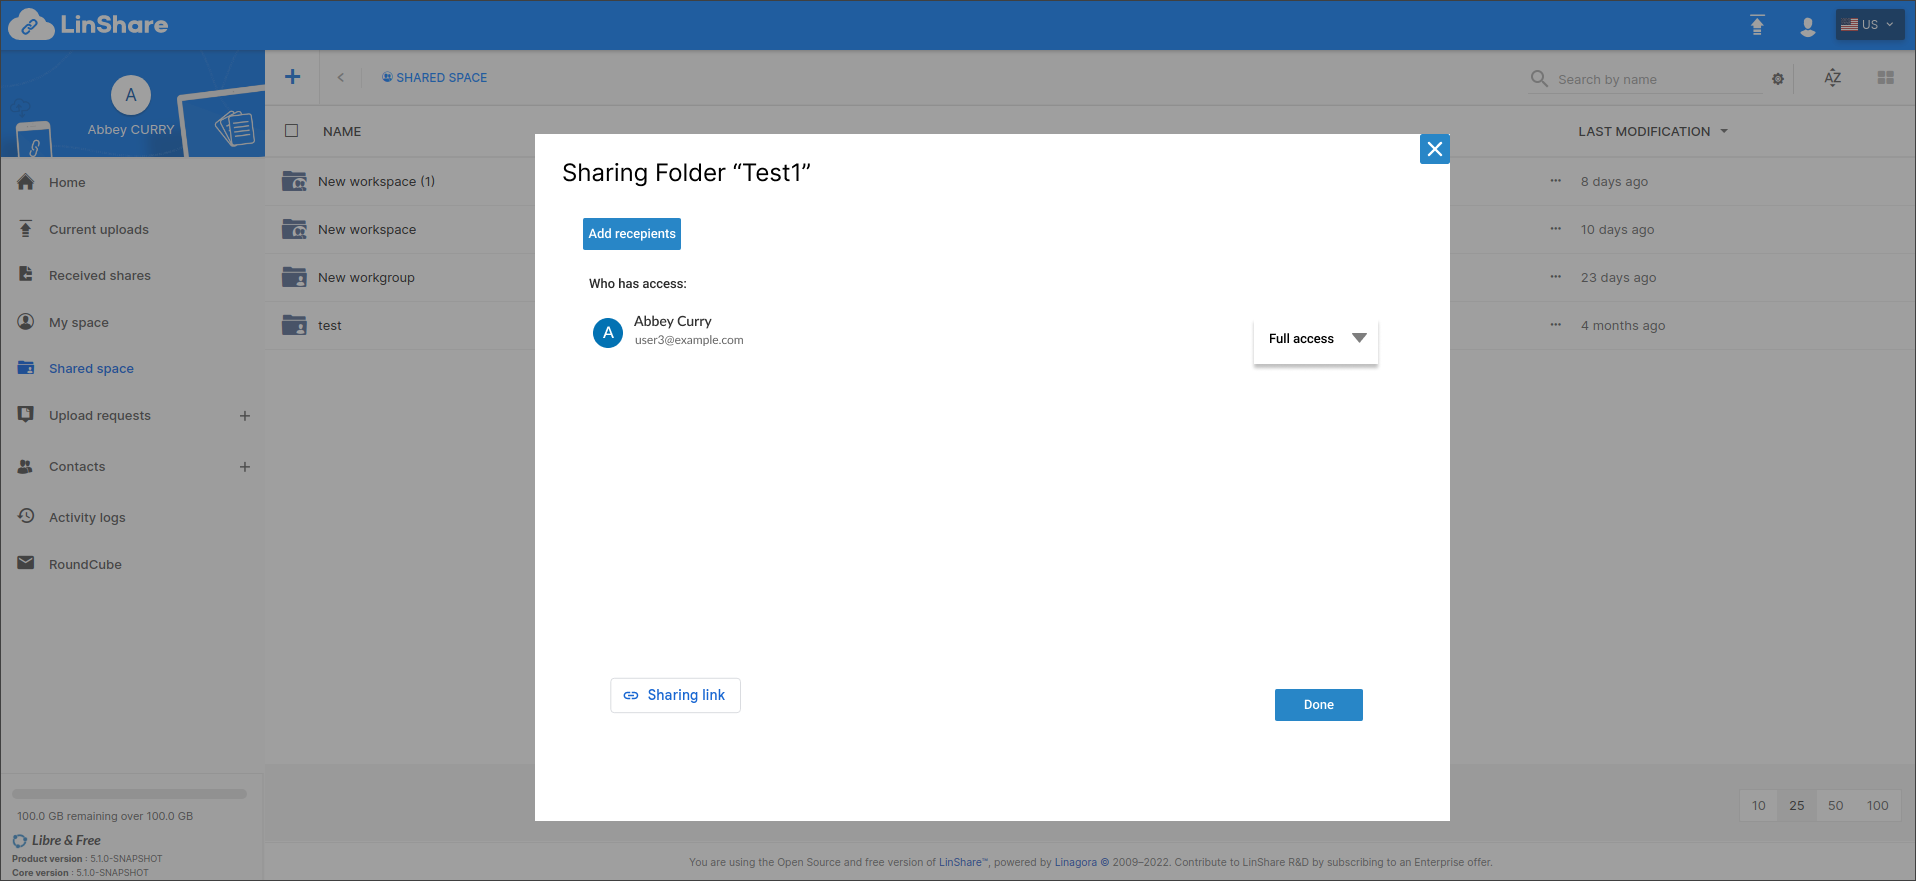 LinShare
US
A
Abbey CURRY
SHARED SPACE
Search by name
AZ
NAME
LAST MODIFICATION
Home
Current uploads
Received shares
My space
Shared space
Upload requests
Contacts
Activity logs
RoundCube
New workspace (1)
8 days ago
New workspace
10 days ago
New workgroup
23 days ago
test
4 months ago
Sharing Folder “Test1”
Add recepients
Who has access:
A
Abbey Curry
user3@example.com
Full access
Sharing link
Done
100.0 GB remaining over 100.0 GB
Libre & Free
Product version : 5.1.0-SNAPSHOT
Core version : 5.1.0-SNAPSHOT
10 25 50 100
You are using the Open Source and free version of LinShare™, powered by Linagora © 2009–2022. Contribute to LinShare R&D by subscribing to an Enterprise offer.